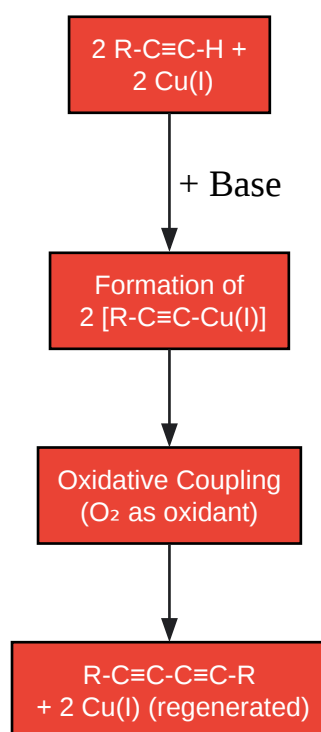 2 R-C≡C-H +
2 Cu(I)
+ Base
Formation of
2 [R-C≡C-Cu(I)]
Oxidative Coupling
(O₂ as oxidant)
R-C≡C-C≡C-R
+ 2 Cu(I) (regenerated)